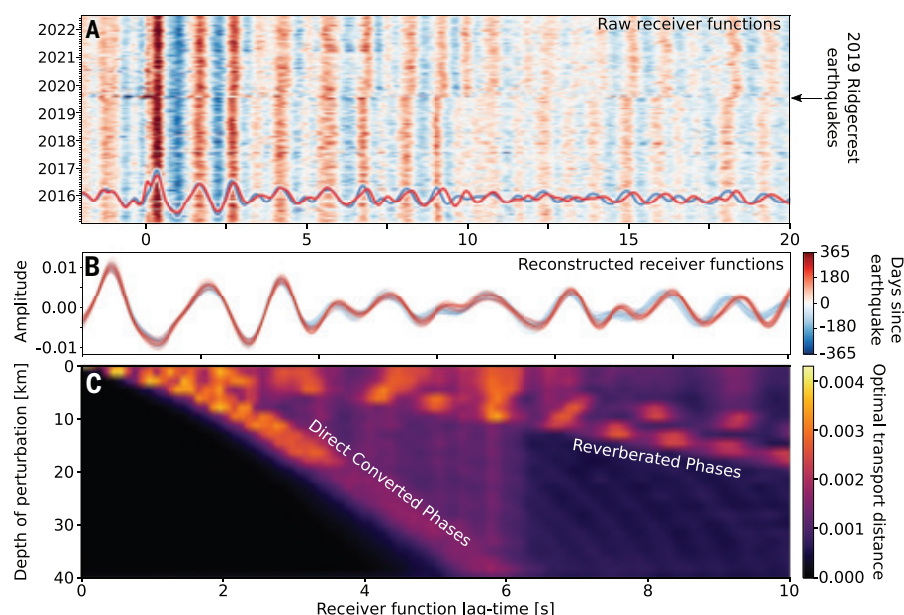 A
Raw receiver functions
2022
2021
2020
2019
2018
2017
2016
0
5
10
15
20
2019 Ridgecrest
earthquakes
B
Reconstructed receiver functions
Amplitude
0.01
0.00
-0.01
365
180
0
-180
-365
Days since
earthquake
C
Depth of perturbation [km]
0
10
20
30
40
Direct Converted Phases
Reverberated Phases
0
2
4
6
8
10
Receiver function lag-time [s]
0.004
0.003
0.002
0.001
0.000
Optimal transport
distance